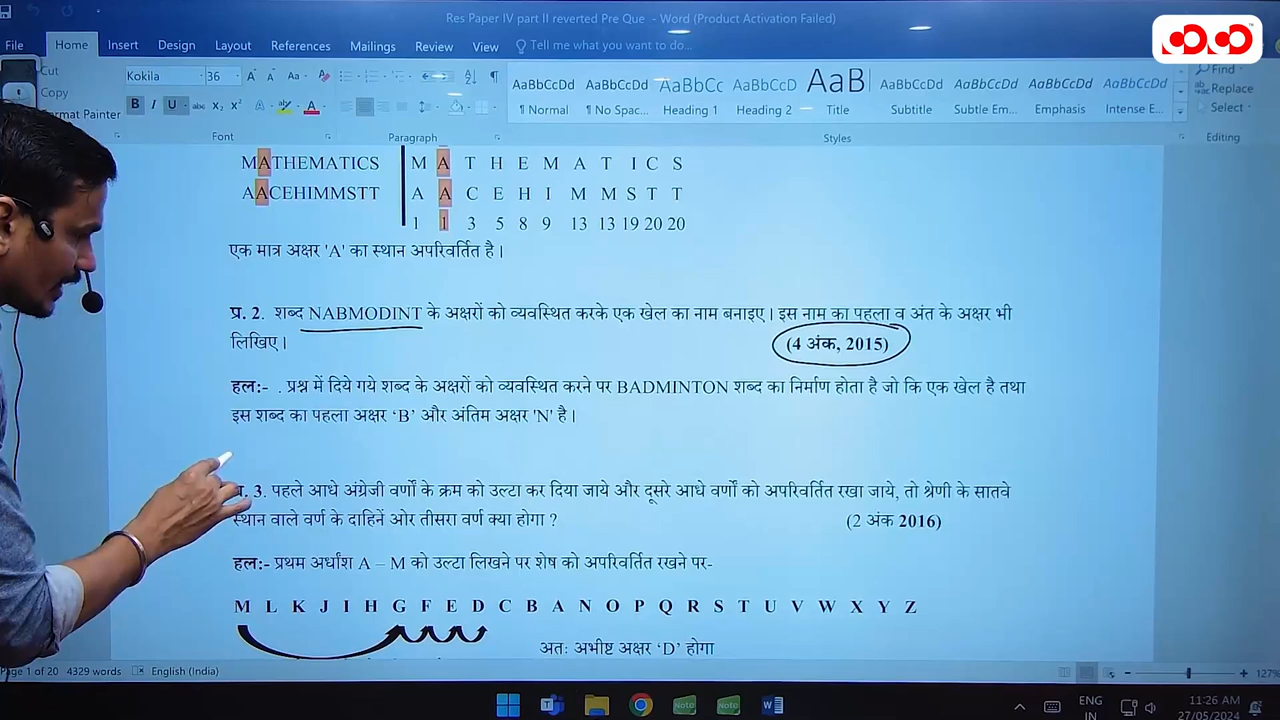 Res Paper IV part II reverted Pre Que - Word (Product Activation Failed)
File Home Insert Design Layout References Mailings Review View Tell me what you want to do...
Cut
Copy
Format Painter
Kokila 36
Font Paragraph Styles Editing
AaBbCcDd AaBbCcDd AaBbCc AaBbCcD AaB AaBbCcD AaBbCcDd AaBbCcDd AaBbCcDd
¶ Normal ¶ No Spac... Heading 1 Heading 2 Title Subtitle Subtle Em... Emphasis Intense E...
Find
Replace
Select
MATHEMATICS M A T H E M A T I C S
AACEHIMMSTT A A C E H I M M S T T
1 1 3 5 8 9 13 13 19 20 20
एक मात्र अक्षर 'A' का स्थान अपरिवर्तित है।
प्र. 2. शब्द NABMODINT के अक्षरों को व्यवस्थित करके एक खेल का नाम बनाइए। इस नाम का पहला व अंत के अक्षर भी
लिखिए। (4 अंक, 2015)
हल:- . प्रश्न में दिये गये शब्द के अक्षरों को व्यवस्थित करने पर BADMINTON शब्द का निर्माण होता है जो कि एक खेल है तथा
इस शब्द का पहला अक्षर ‘B’ और अंतिम अक्षर 'N' है।
3. पहले आधे अंग्रेजी वर्णों के क्रम को उल्टा कर दिया जाये और दूसरे आधे वर्णों को अपरिवर्तित रखा जाये, तो श्रेणी के सातवे
स्थान वाले वर्ण के दाहिनें ओर तीसरा वर्ण क्या होगा ? (2 अंक 2016)
हल:- प्रथम अर्धांश A – M को उल्टा लिखने पर शेष को अपरिवर्तित रखने पर-
M L K J I H G F E D C B A N O P Q R S T U V W X Y Z
अतः अभीष्ट अक्षर ‘D’ होगा
Page 1 of 20 4329 words English (India) 127%
ENG
IN
11:26 AM
27/05/2024